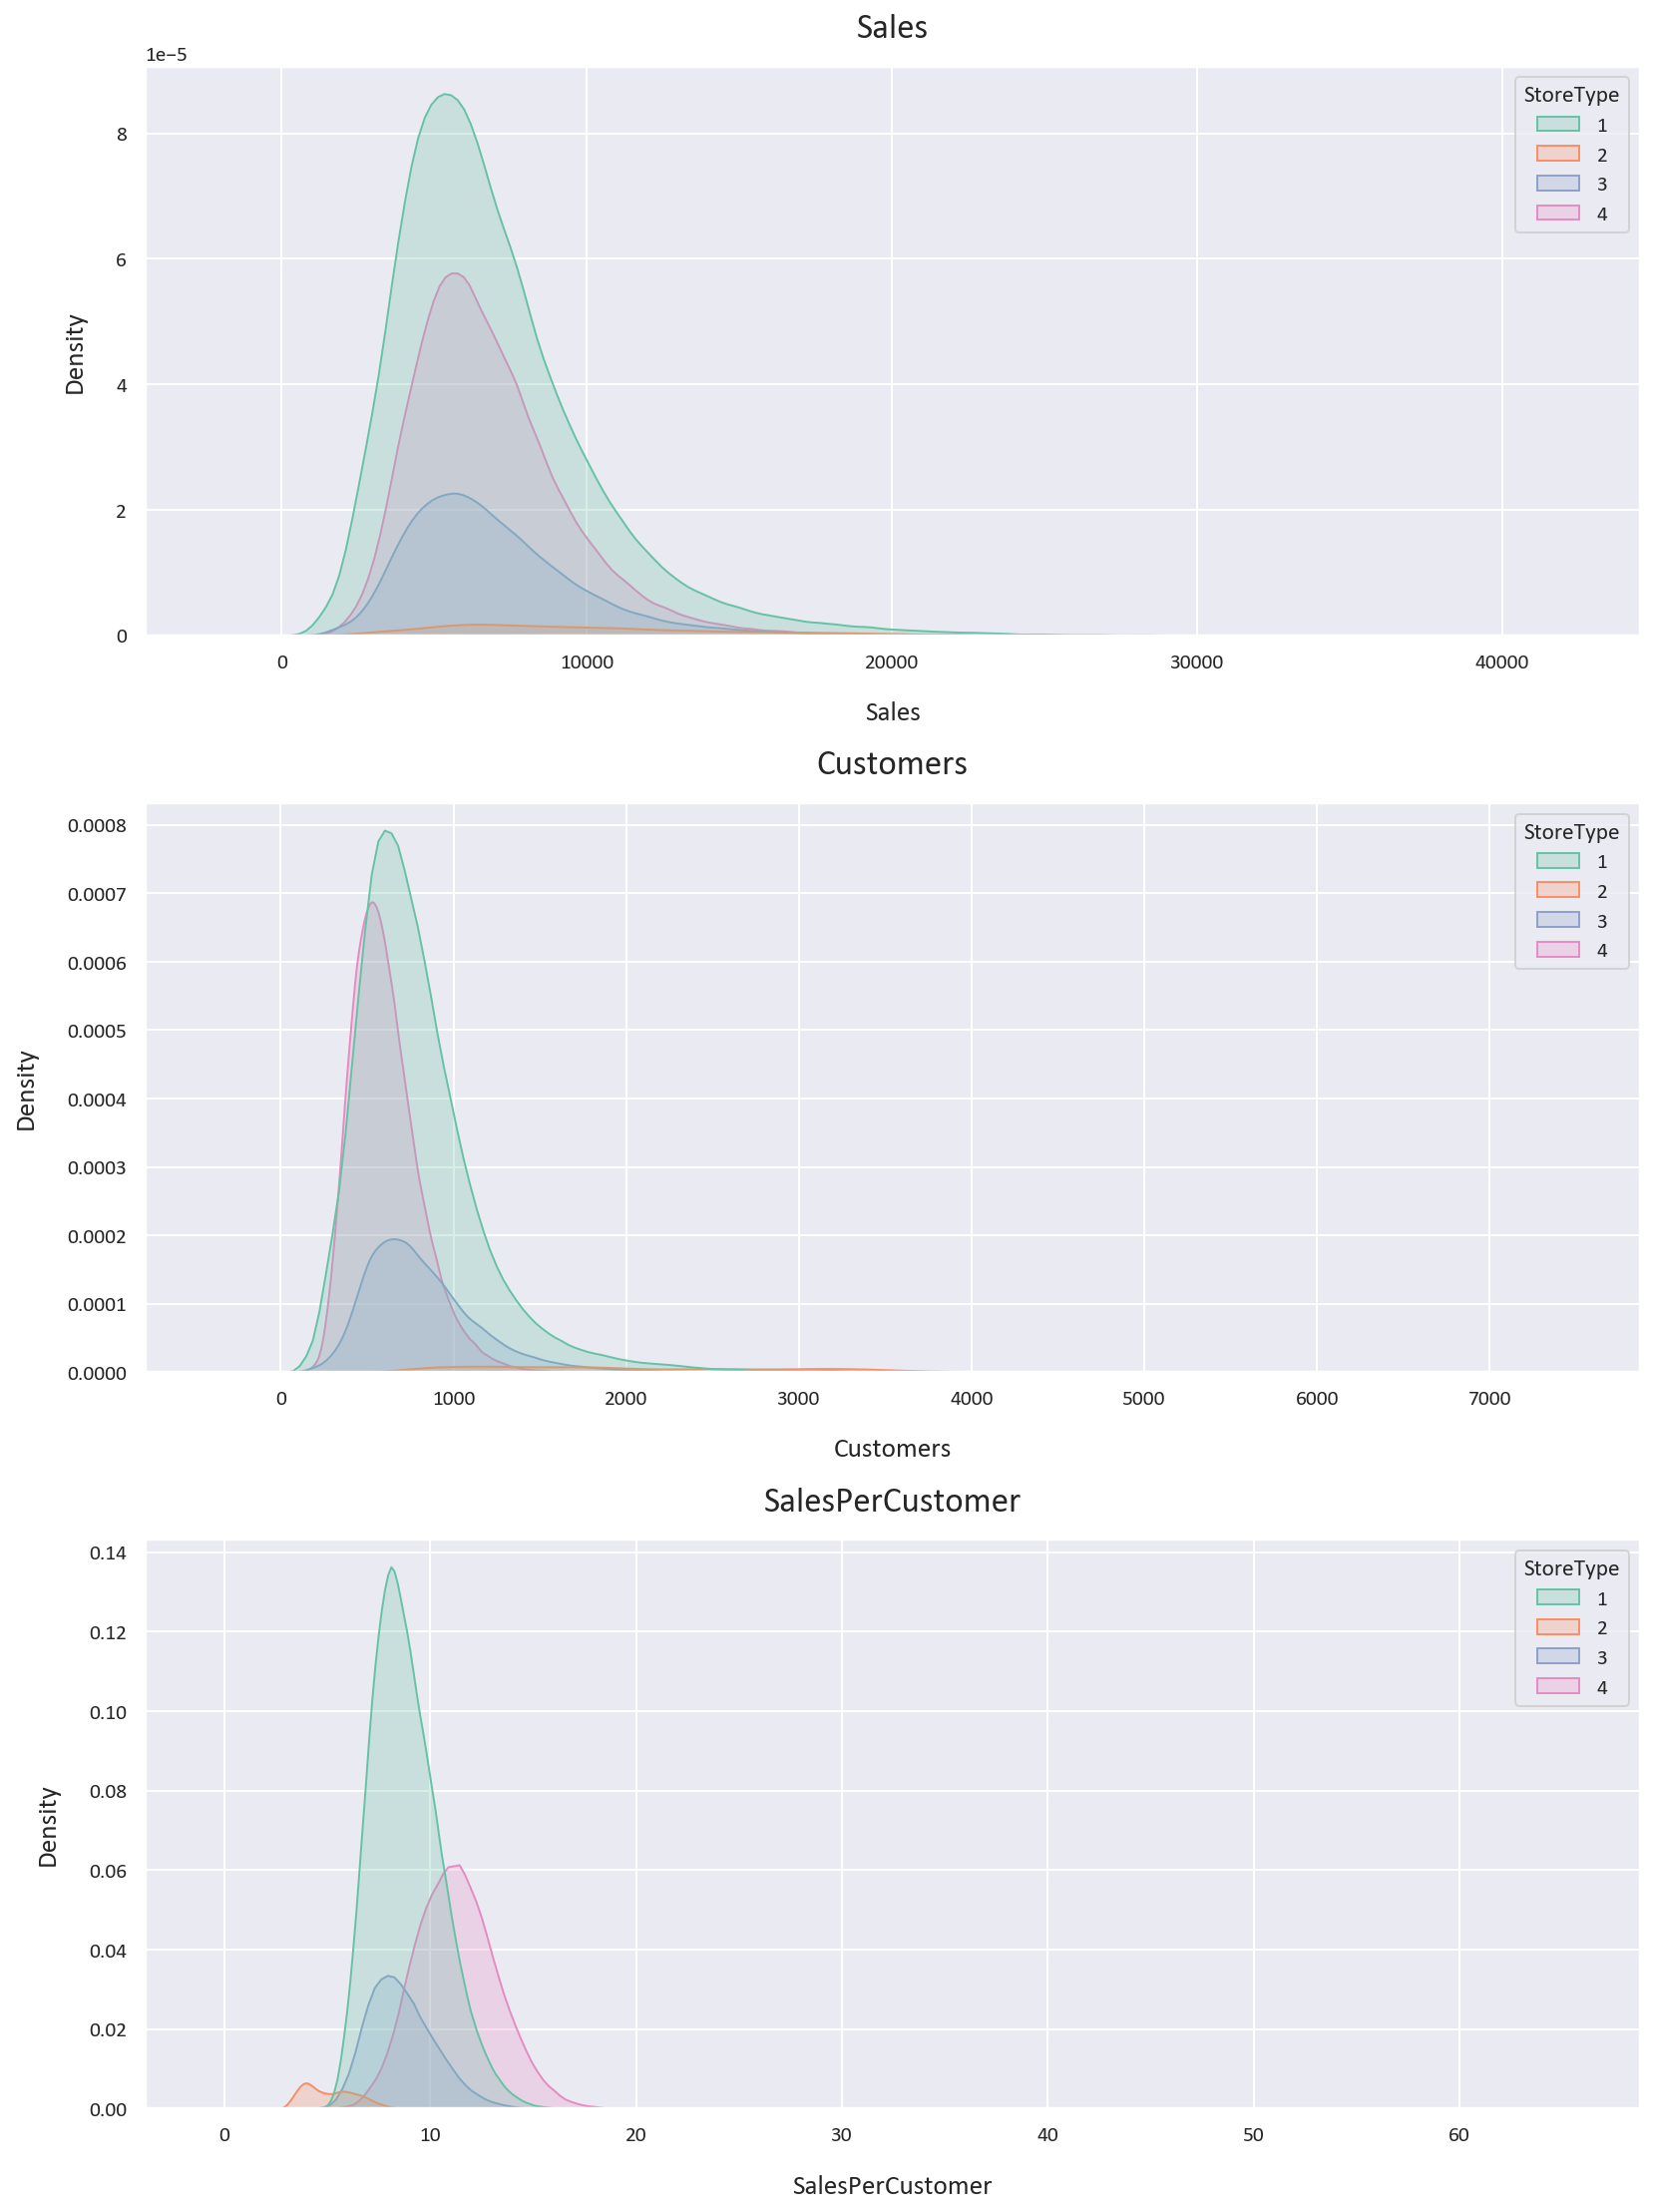 Sales
1e−5
8
6
4
2
0
Density
StoreType
1
2
3
4
0 10000 20000 30000 40000
Sales
Customers
0.0008
0.0007
0.0006
0.0005
0.0004
0.0003
0.0002
0.0001
0.0000
Density
StoreType
1
2
3
4
0 1000 2000 3000 4000 5000 6000 7000
Customers
SalesPerCustomer
0.14
0.12
0.10
0.08
0.06
0.04
0.02
0.00
Density
StoreType
1
2
3
4
0 10 20 30 40 50 60
SalesPerCustomer